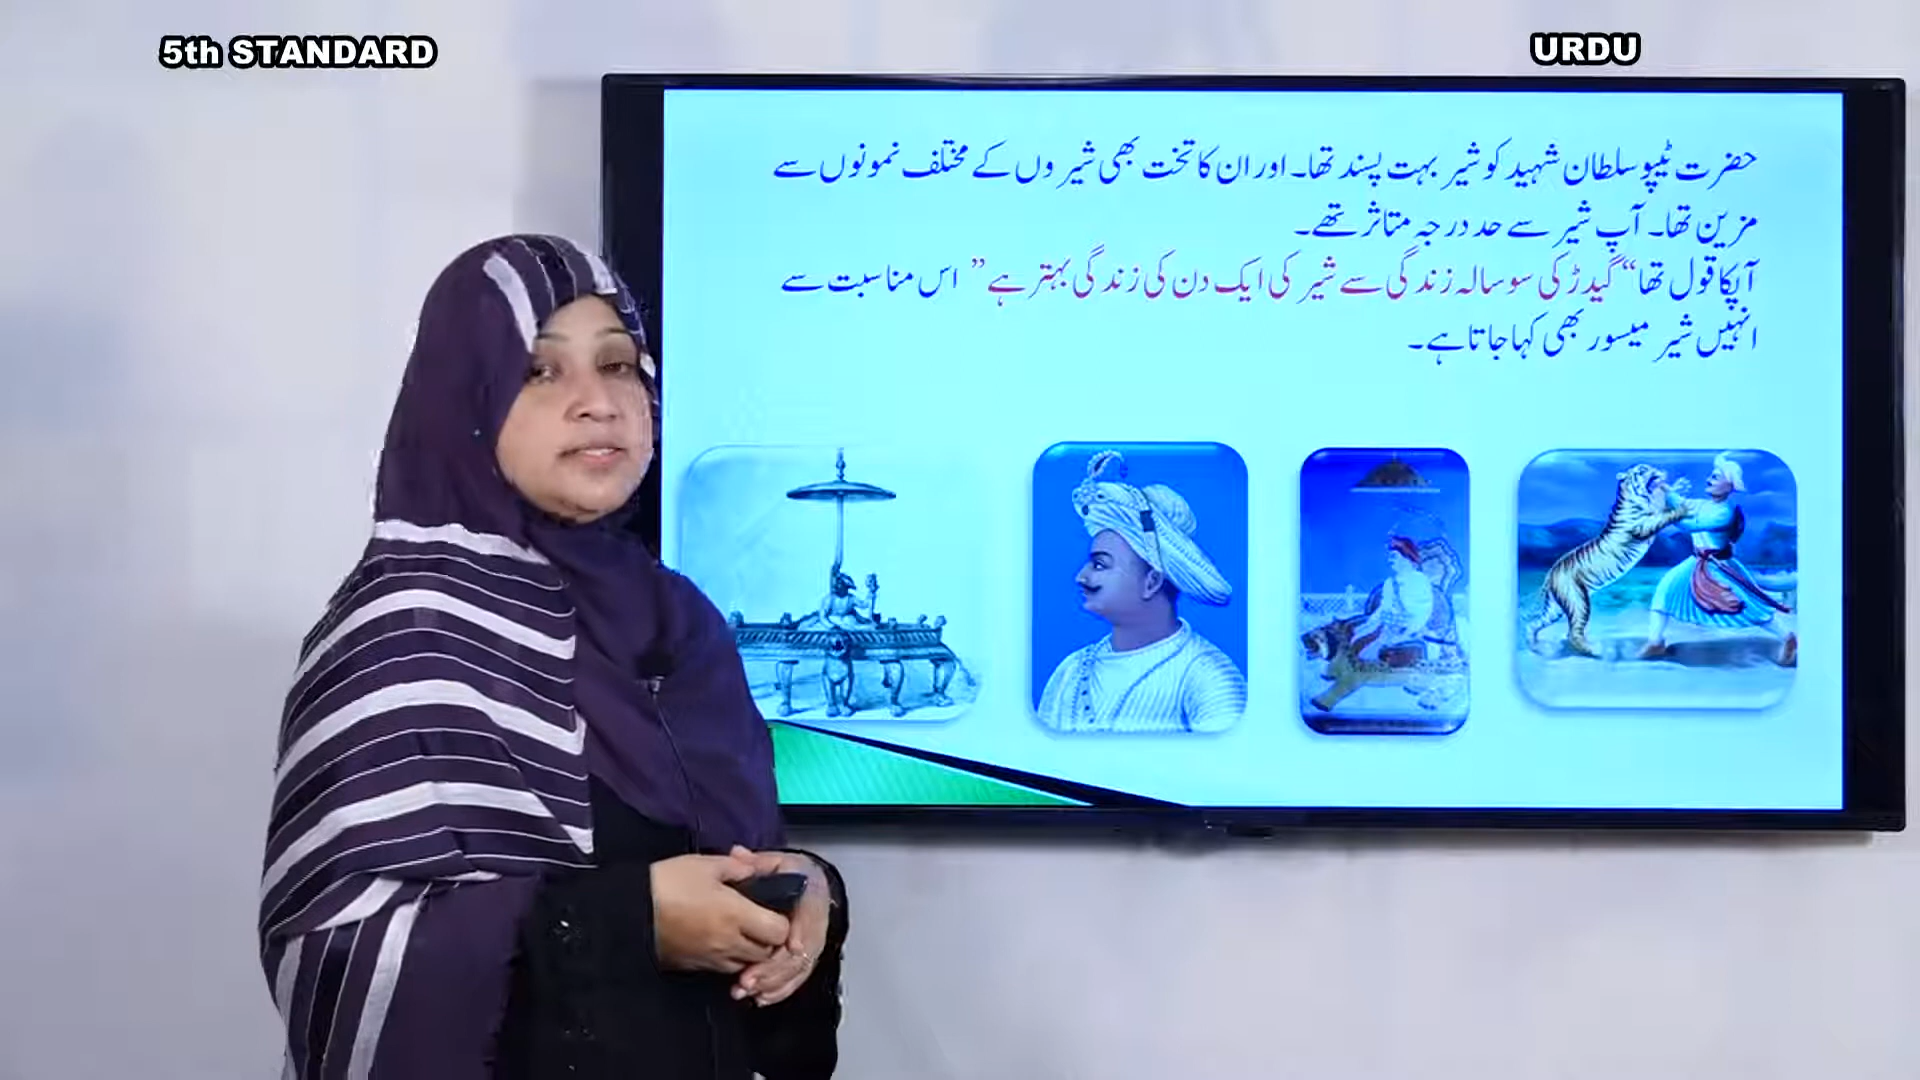 5th STANDARD
URDU
حضرت ٹیپو سلطان شہید کو شیر بہت پسند تھا۔ اور ان کا تخت بھی شیر وں کے مختلف نمونوں سے
مزین تھا۔ آپ شیر سے حد درجہ متاثر تھے۔
آپکا قول تھا “گیدڑ کی سو سالہ زندگی سے شیر کی ایک دن کی زندگی بہتر ہے ” اس مناسبت سے
انہیں شیر میسور بھی کہا جاتا ہے۔